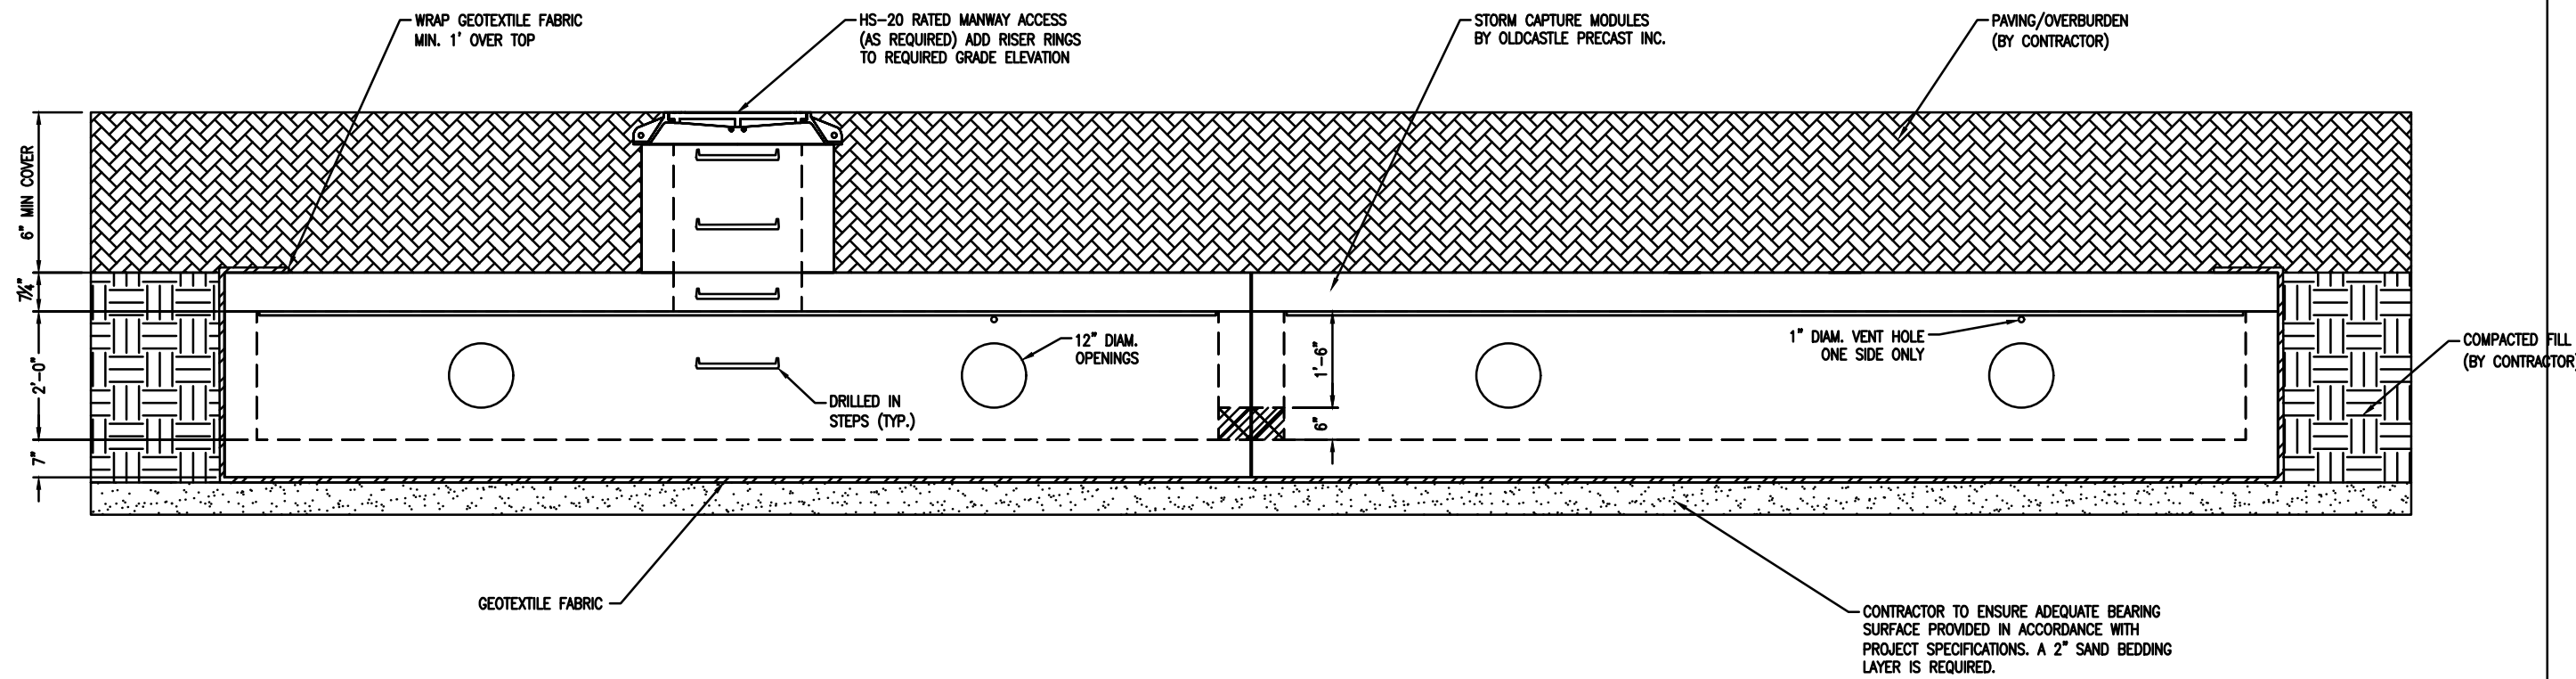 WRAP GEOTEXTILE FABRIC
MIN. 1' OVER TOP
HS-20 RATED MANWAY ACCESS
(AS REQUIRED) ADD RISER RINGS
TO REQUIRED GRADE ELEVATION
STORM CAPTURE MODULES
BY OLDCASTLE PRECAST INC.
PAVING/OVERBURDEN
(BY CONTRACTOR)
6" MIN COVER
7¼"
2'-0"
7"
12" DIAM.
OPENINGS
DRILLED IN
STEPS (TYP.)
1'-6"
6"
1" DIAM. VENT HOLE
ONE SIDE ONLY
COMPACTED FILL
(BY CONTRACTOR)
GEOTEXTILE FABRIC
CONTRACTOR TO ENSURE ADEQUATE BEARING
SURFACE PROVIDED IN ACCORDANCE WITH
PROJECT SPECIFICATIONS. A 2" SAND BEDDING
LAYER IS REQUIRED.